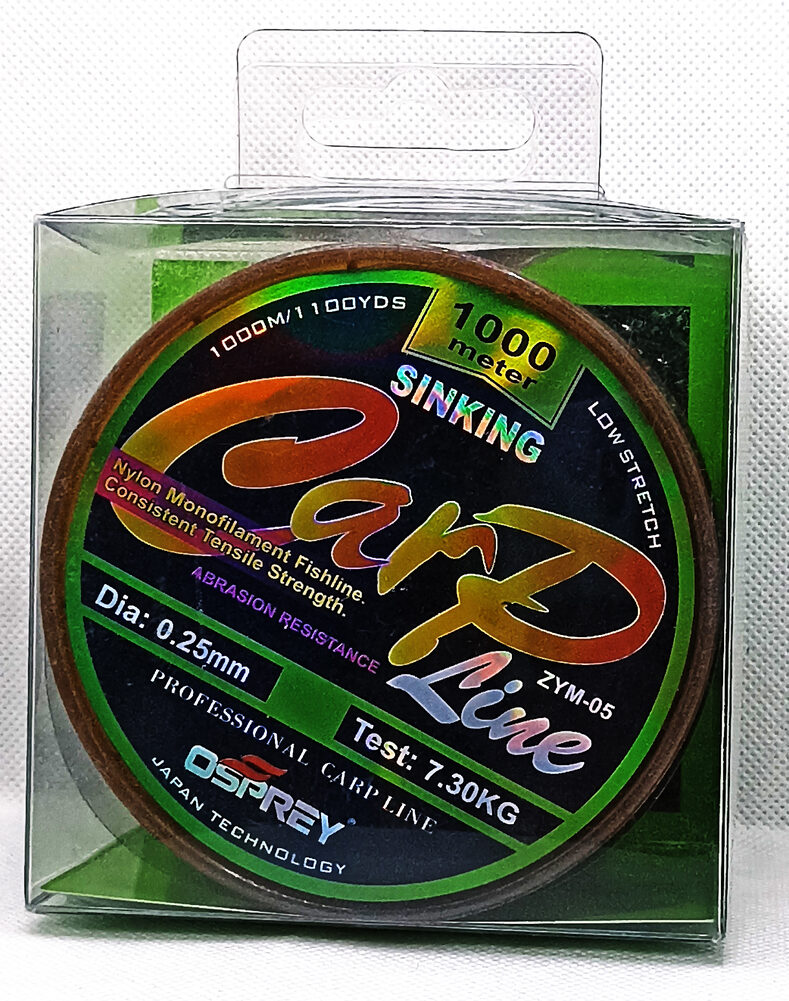 1000M/1100YDS
1000
meter
SINKING
LOW STRETCH
Carp
Nylon Monofilament Fishline.
Consistent Tensile Strength.
ABRASION RESISTANCE
Line
ZYM-05
Dia: 0.25mm
Test: 7.30KG
PROFESSIONAL CARP LINE
OSPREY®
JAPAN TECHNOLOGY